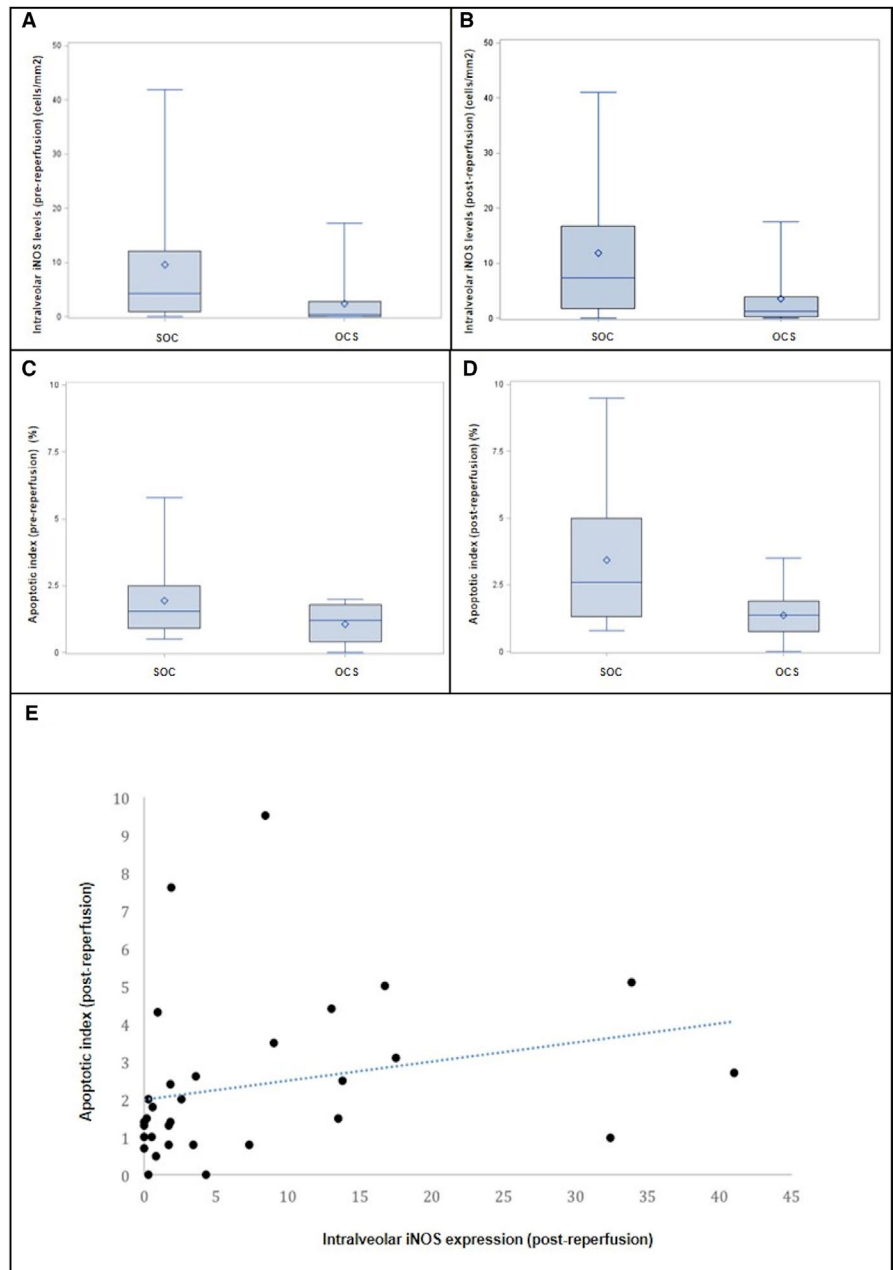 A
Intralveolar iNOS levels (pre-reperfusion) (cells/mm2)
50
40
30
20
10
0
SOC
OCS
B
Intralveolar iNOS levels (post-reperfusion) (cells/mm2)
50
40
30
20
10
0
SOC
OCS
C
Apoptotic index (pre-reperfusion) (%)
10
7.5
5
2.5
0
SOC
OCS
D
Apoptotic index (post-reperfusion) (%)
10
7.5
5
2.5
0
SOC
OCS
E
Apoptotic index (post-reperfusion)
10
9
8
7
6
5
4
3
2
1
0
0 5 10 15 20 25 30 35 40 45
Intralveolar iNOS expression (post-reperfusion)